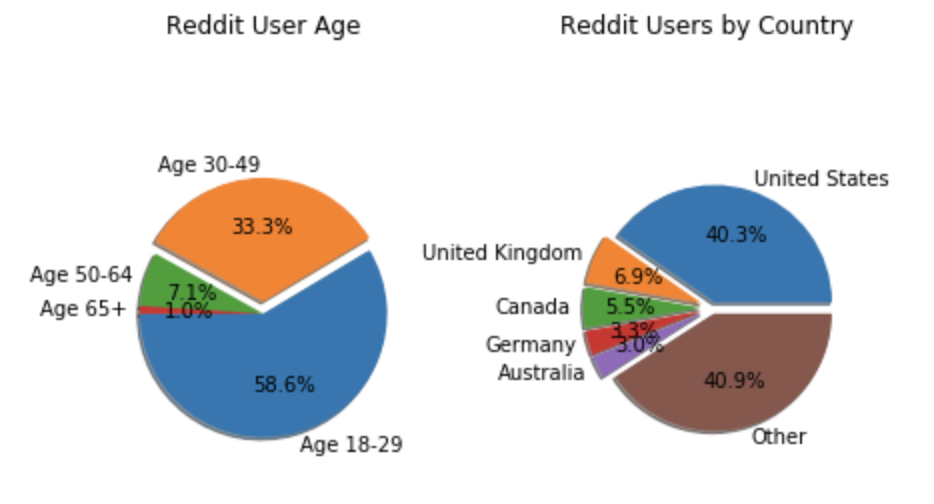 Reddit User Age
Age 30-49
33.3%
Age 50-64
7.1%
Age 65+
1.0%
58.6%
Age 18-29
Reddit Users by Country
United States
40.3%
United Kingdom
6.9%
Canada
5.5%
Germany
3.3%
Australia
3.0%
40.9%
Other